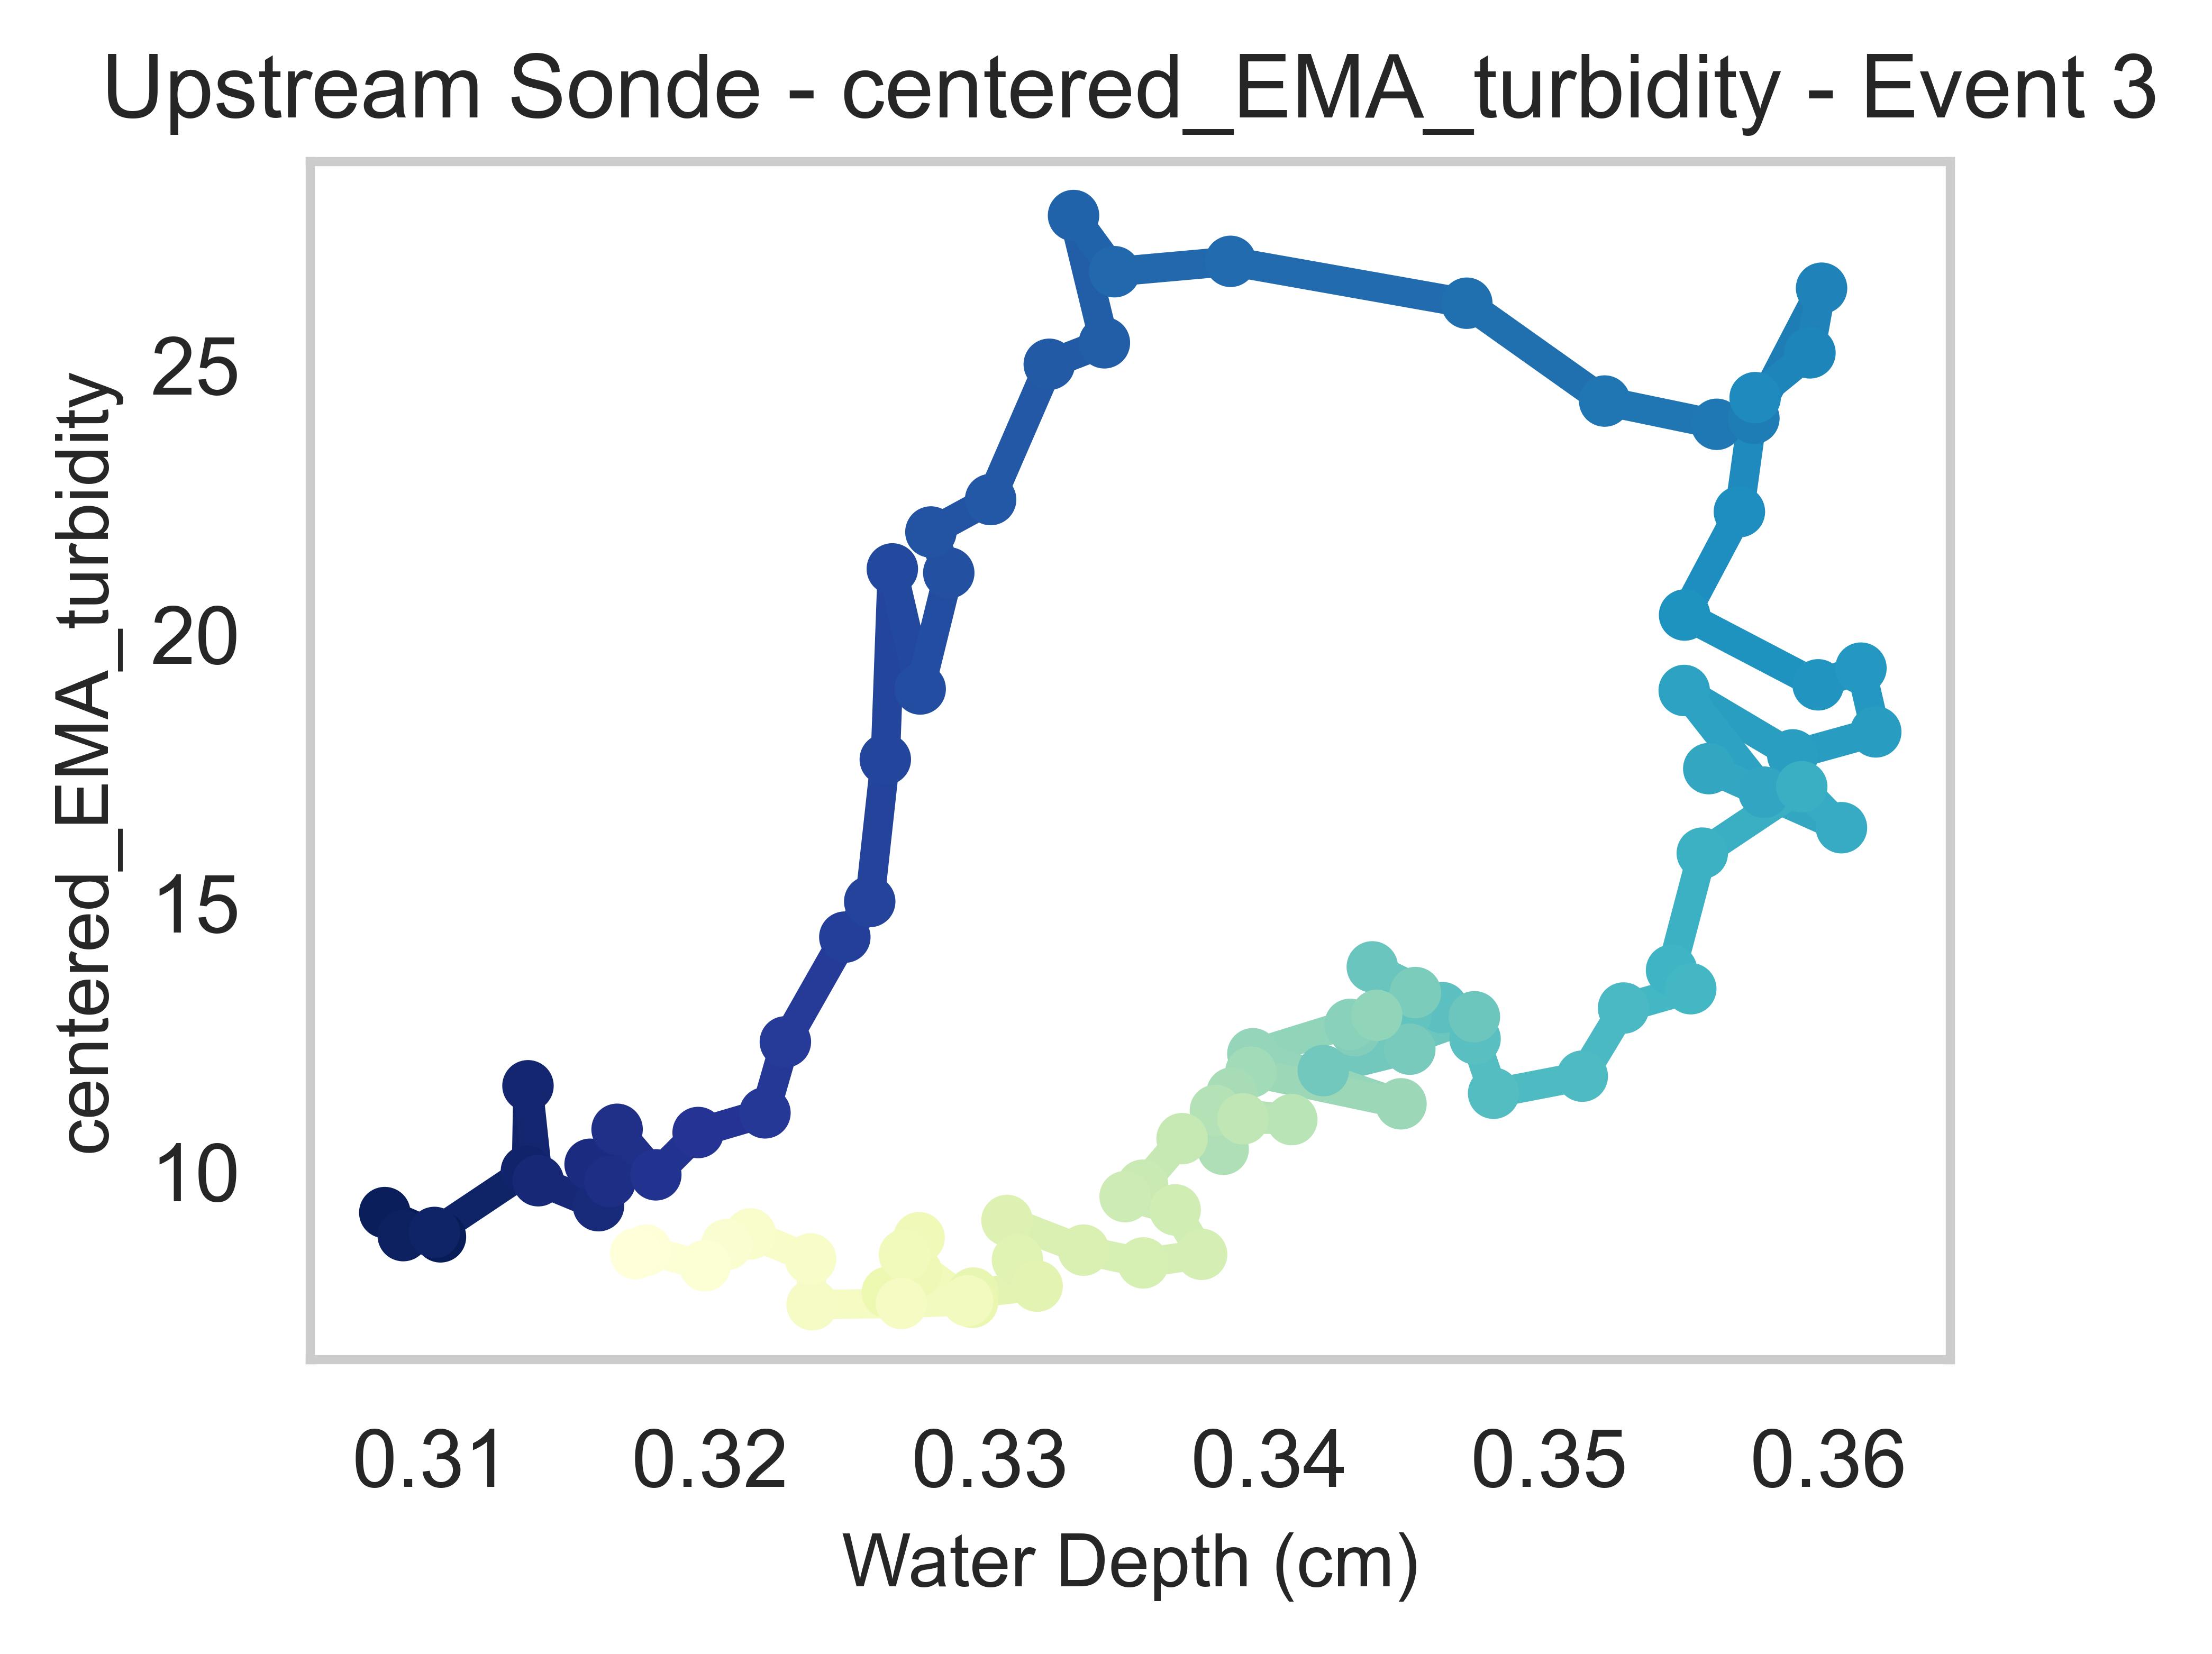 Upstream Sonde - centered_EMA_turbidity - Event 3
centered_EMA_turbidity
25
20
15
10
0.31 0.32 0.33 0.34 0.35 0.36
Water Depth (cm)